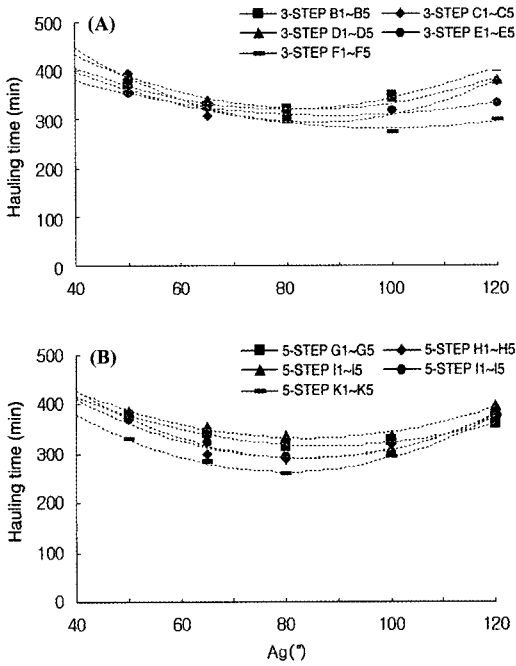 (A)
3-STEP B1~B5
3-STEP C1~C5
3-STEP D1~D5
3-STEP E1~E5
3-STEP F1~F5
Hauling time (min)
500
400
300
200
100
0
40 60 80 100 120
(B)
5-STEP G1~G5
5-STEP H1~H5
5-STEP I1~I5
5-STEP I1~I5
5-STEP K1~K5
Hauling time (min)
500
400
300
200
100
0
40 60 80 100 120
Ag(°)